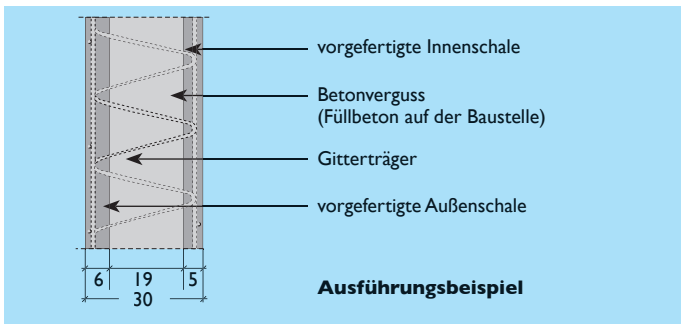 vorgefertigte Innenschale
Betonverguss
(Füllbeton auf der Baustelle)
Gitterträger
vorgefertigte Außenschale
6 19 5
30
Ausführungsbeispiel